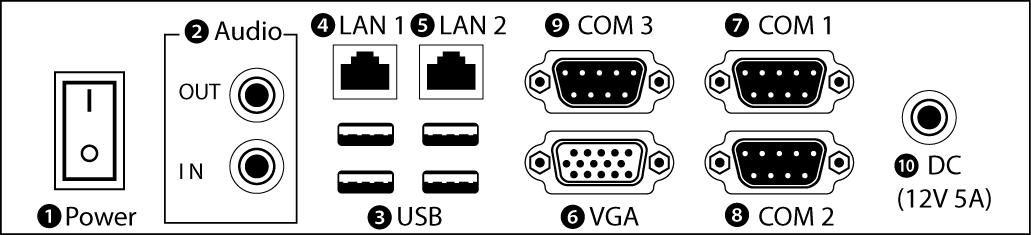 ❹ LAN 1 ❺ LAN 2 ❾ COM 3 ❼ COM 1
❷ Audio
OUT
IN
❿ DC
(12V 5A)
❶ Power ❸ USB ❻ VGA ❽ COM 2